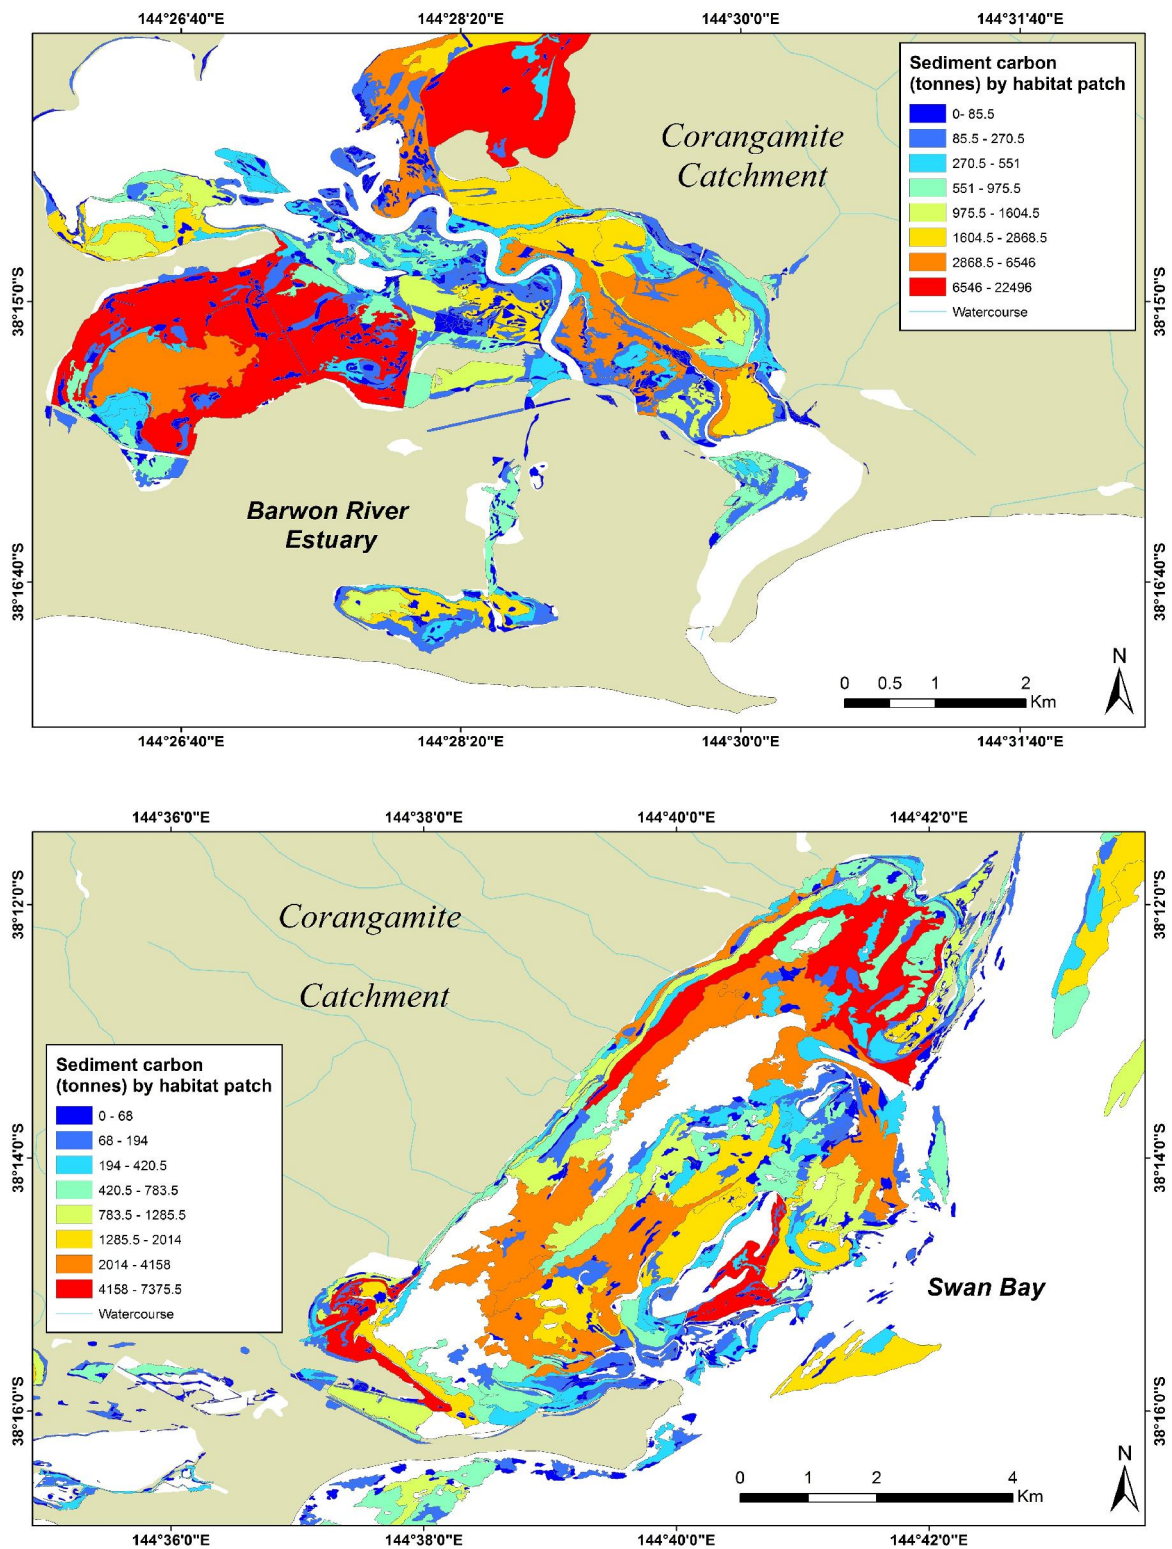 144°26'40"E 144°28'20"E 144°30'0"E 144°31'40"E
Sediment carbon
(tonnes) by habitat patch
0- 85.5
85.5 - 270.5
270.5 - 551
551 - 975.5
975.5 - 1604.5
1604.5 - 2868.5
2868.5 - 6546
6546 - 22496
Watercourse
Corangamite
Catchment
38°15'0"S 38°15'0"S
Barwon River
Estuary
38°16'40"S 38°16'40"S
N
0 0.5 1 2
Km
144°26'40"E 144°28'20"E 144°30'0"E 144°31'40"E
144°36'0"E 144°38'0"E 144°40'0"E 144°42'0"E
38°12'0"S 38°12'0"S
Corangamite
Catchment
Sediment carbon
(tonnes) by habitat patch
0 - 68
68 - 194
194 - 420.5
420.5 - 783.5
783.5 - 1285.5
1285.5 - 2014
2014 - 4158
4158 - 7375.5
Watercourse
38°14'0"S 38°14'0"S
Swan Bay
38°16'0"S 38°16'0"S
N
0 1 2 4
Km
144°36'0"E 144°38'0"E 144°40'0"E 144°42'0"E